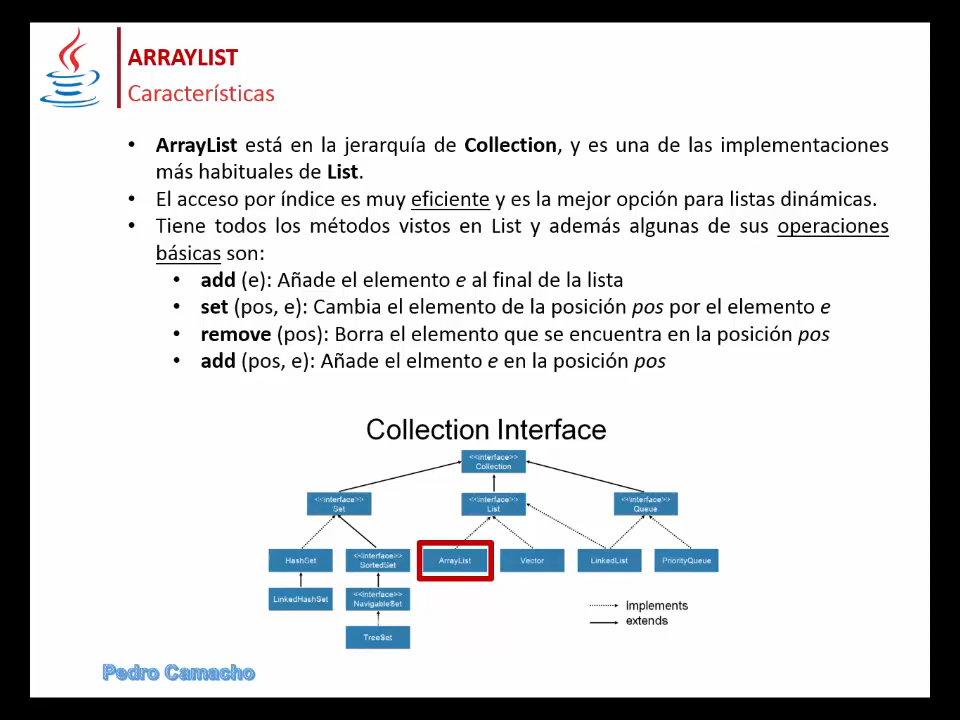 ARRAYLIST
Características
• ArrayList está en la jerarquía de Collection, y es una de las implementaciones
más habituales de List.
• El acceso por índice es muy eficiente y es la mejor opción para listas dinámicas.
• Tiene todos los métodos vistos en List y además algunas de sus operaciones
básicas son:
• add (e): Añade el elemento e al final de la lista
• set (pos, e): Cambia el elemento de la posición pos por el elemento e
• remove (pos): Borra el elemento que se encuentra en la posición pos
• add (pos, e): Añade el elmento e en la posición pos
Collection Interface
<<interface>>
Collection
<<interface>>
Set
<<interface>>
List
<<interface>>
Queue
HashSet
<<interface>>
SortedSet
ArrayList
Vector
LinkedList
PriorityQueue
LinkedHashSet
<<interface>>
NavigableSet
TreeSet
Implements
extends
Pedro Camacho